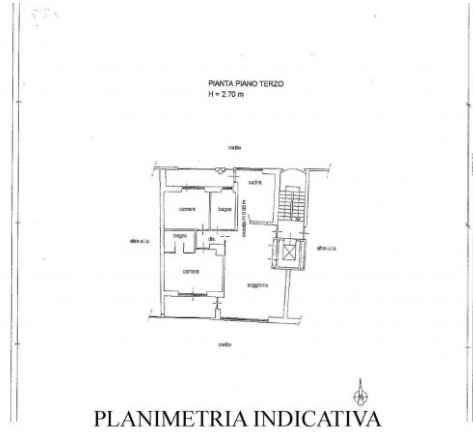 PIANTA PIANO TERZO
H = 2.70 m
cortile
cucina
camera
bagno
altra u.i.u.
bagno
dis.
altra u.i.u.
camera
soggiorno
cortile
PLANIMETRIA INDICATIVA